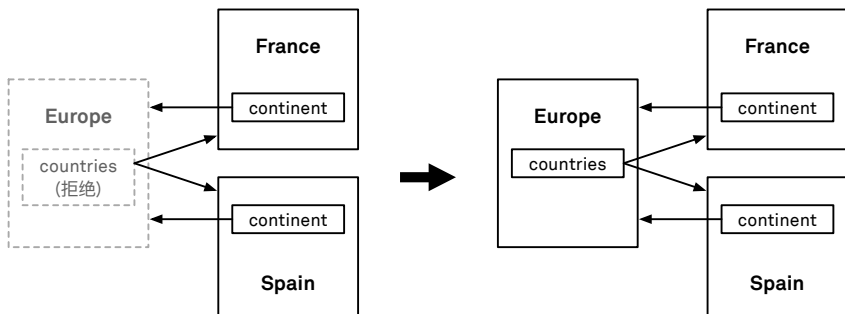 France
continent
Europe
countries
(拒绝)
continent
Spain
France
continent
Europe
countries
continent
Spain